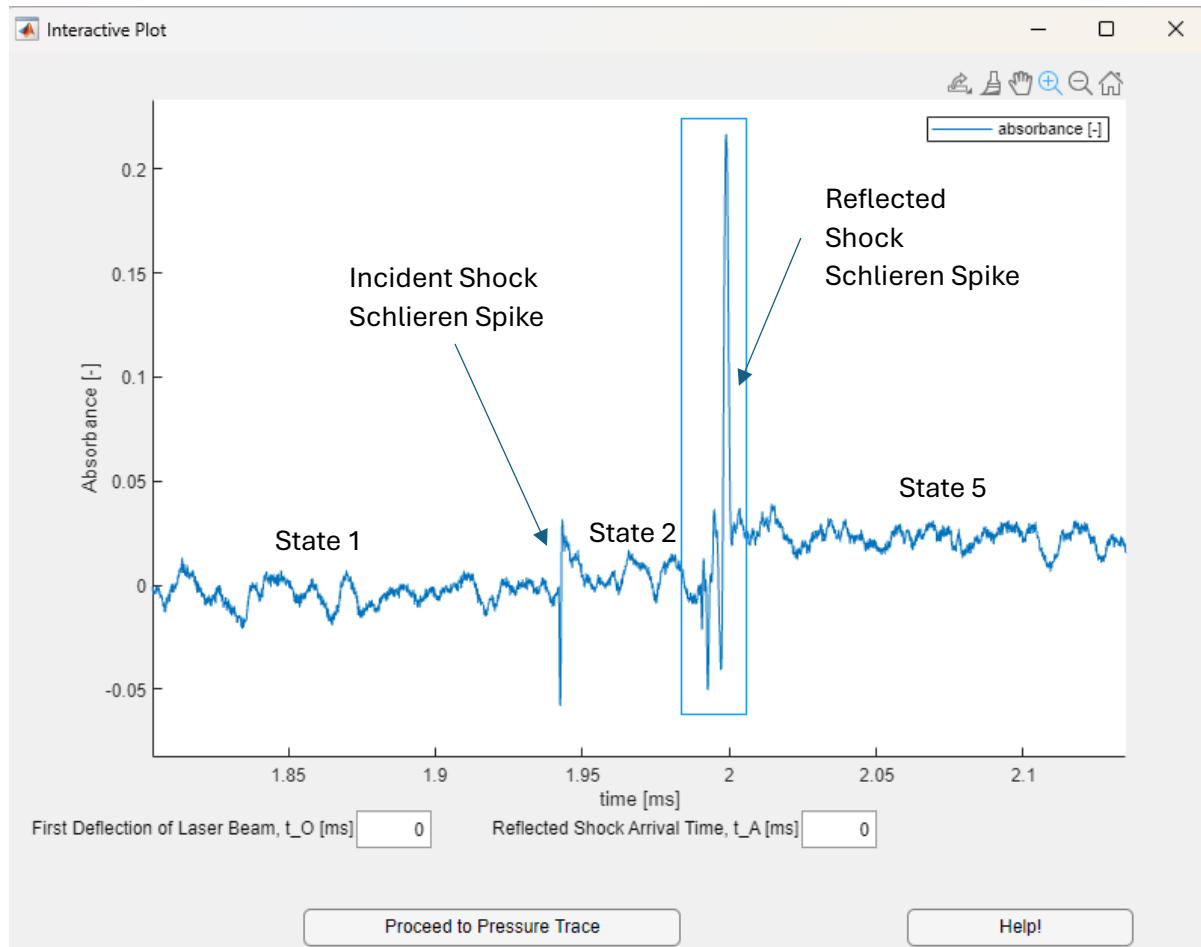 Interactive Plot
absorbance [-]
0.2
0.15
0.1
0.05
0
-0.05
Absorbance [-]
Reflected
Shock
Schlieren Spike
Incident Shock
Schlieren Spike
State 1
State 2
State 5
1.85
1.9
1.95
2
2.05
2.1
time [ms]
First Deflection of Laser Beam, t_O [ms] 0
Reflected Shock Arrival Time, t_A [ms] 0
Proceed to Pressure Trace
Help!